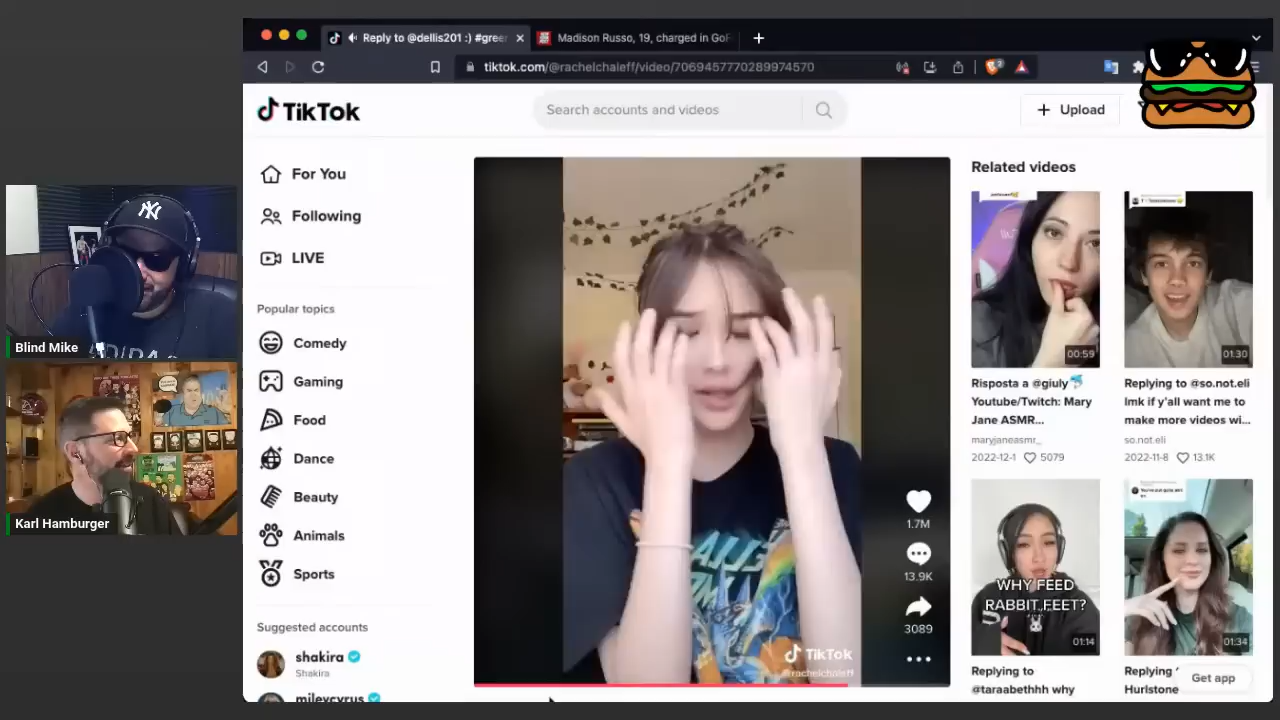 Reply to @dellis201 :) #greer
Madison Russo, 19, charged in GoF
tiktok.com/@rachelchaleff/video/7069457770289974570
TikTok
Search accounts and videos
Upload
For You
Following
LIVE
Popular topics
Comedy
Gaming
Food
Dance
Beauty
Animals
Sports
Suggested accounts
shakira
Shakira
mileycyrus
1.7M
13.9K
3089
TikTok
@rachelchaleff
Related videos
00:59
Risposta a @giuly
Youtube/Twitch: Mary
Jane ASMR...
maryjaneasmr_
2022-12-1 5079
01:30
Replying to @so.not.eli
lmk if y'all want me to
make more videos wi...
so.not.eli
2022-11-8 13.1K
WHY FEED
RABBIT FEET?
01:14
Replying to
@taraabethhh why
01:34
Replying
Hurlstone
Get app
NY
Blind Mike
Karl Hamburger